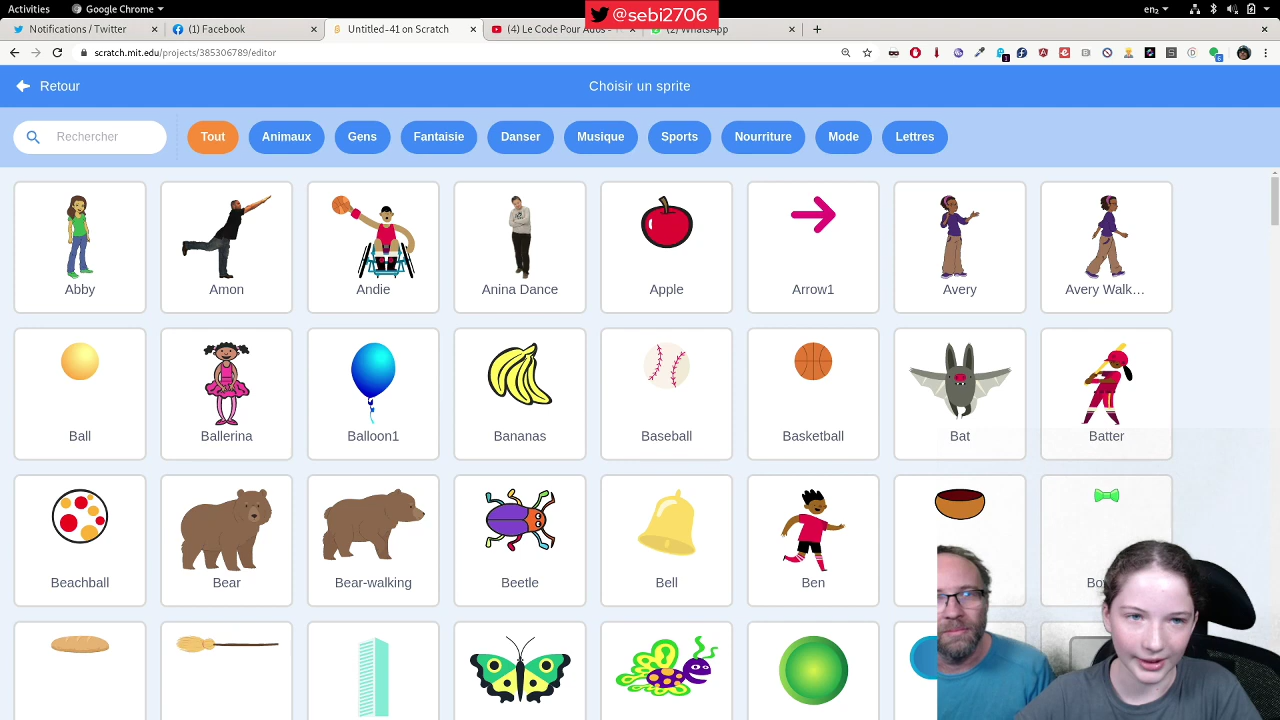 Activities
Google Chrome
@sebi2706
en₂
Notifications / Twitter
(1) Facebook
Untitled-41 on Scratch
(4) Le Code Pour Ados -
(2) WhatsApp
scratch.mit.edu/projects/385306789/editor
Retour
Choisir un sprite
Rechercher
Tout
Animaux
Gens
Fantaisie
Danser
Musique
Sports
Nourriture
Mode
Lettres
Abby
Amon
Andie
Anina Dance
Apple
Arrow1
Avery
Avery Walk…
Ball
Ballerina
Balloon1
Bananas
Baseball
Basketball
Bat
Batter
Beachball
Bear
Bear-walking
Beetle
Bell
Ben